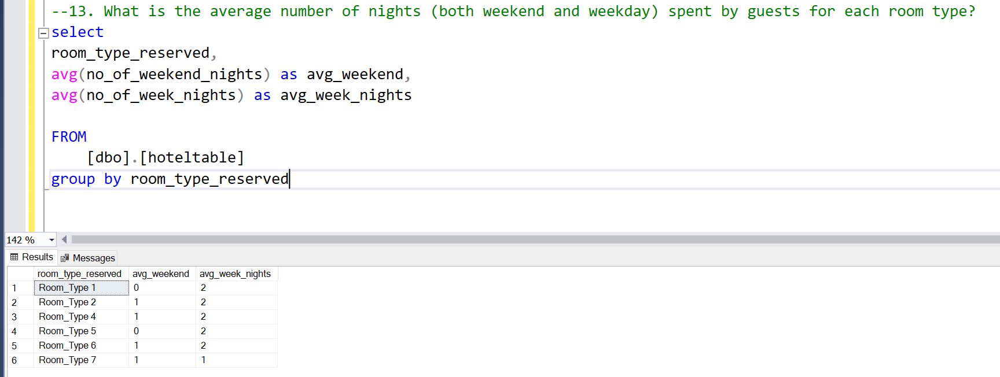 --13. What is the average number of nights (both weekend and weekday) spent by guests for each room type?
select
room_type_reserved,
avg(no_of_weekend_nights) as avg_weekend,
avg(no_of_week_nights) as avg_week_nights
FROM
[dbo].[hoteltable]
group by room_type_reserved
142 %
Results Messages
room_type_reserved avg_weekend avg_week_nights
1 Room_Type 1 0 2
2 Room_Type 2 1 2
3 Room_Type 4 1 2
4 Room_Type 5 0 2
5 Room_Type 6 1 2
6 Room_Type 7 1 1